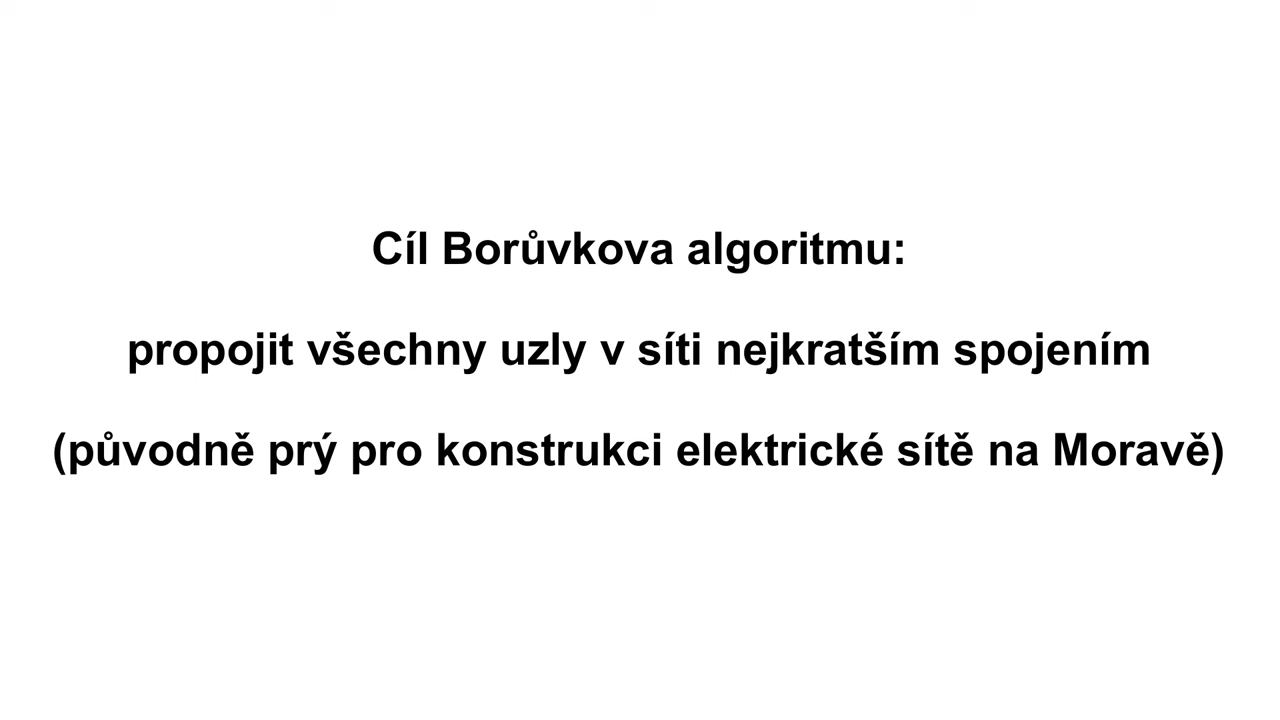 Cíl Borůvkova algoritmu:
propojit všechny uzly v síti nejkratším spojením
(původně prý pro konstrukci elektrické sítě na Moravě)